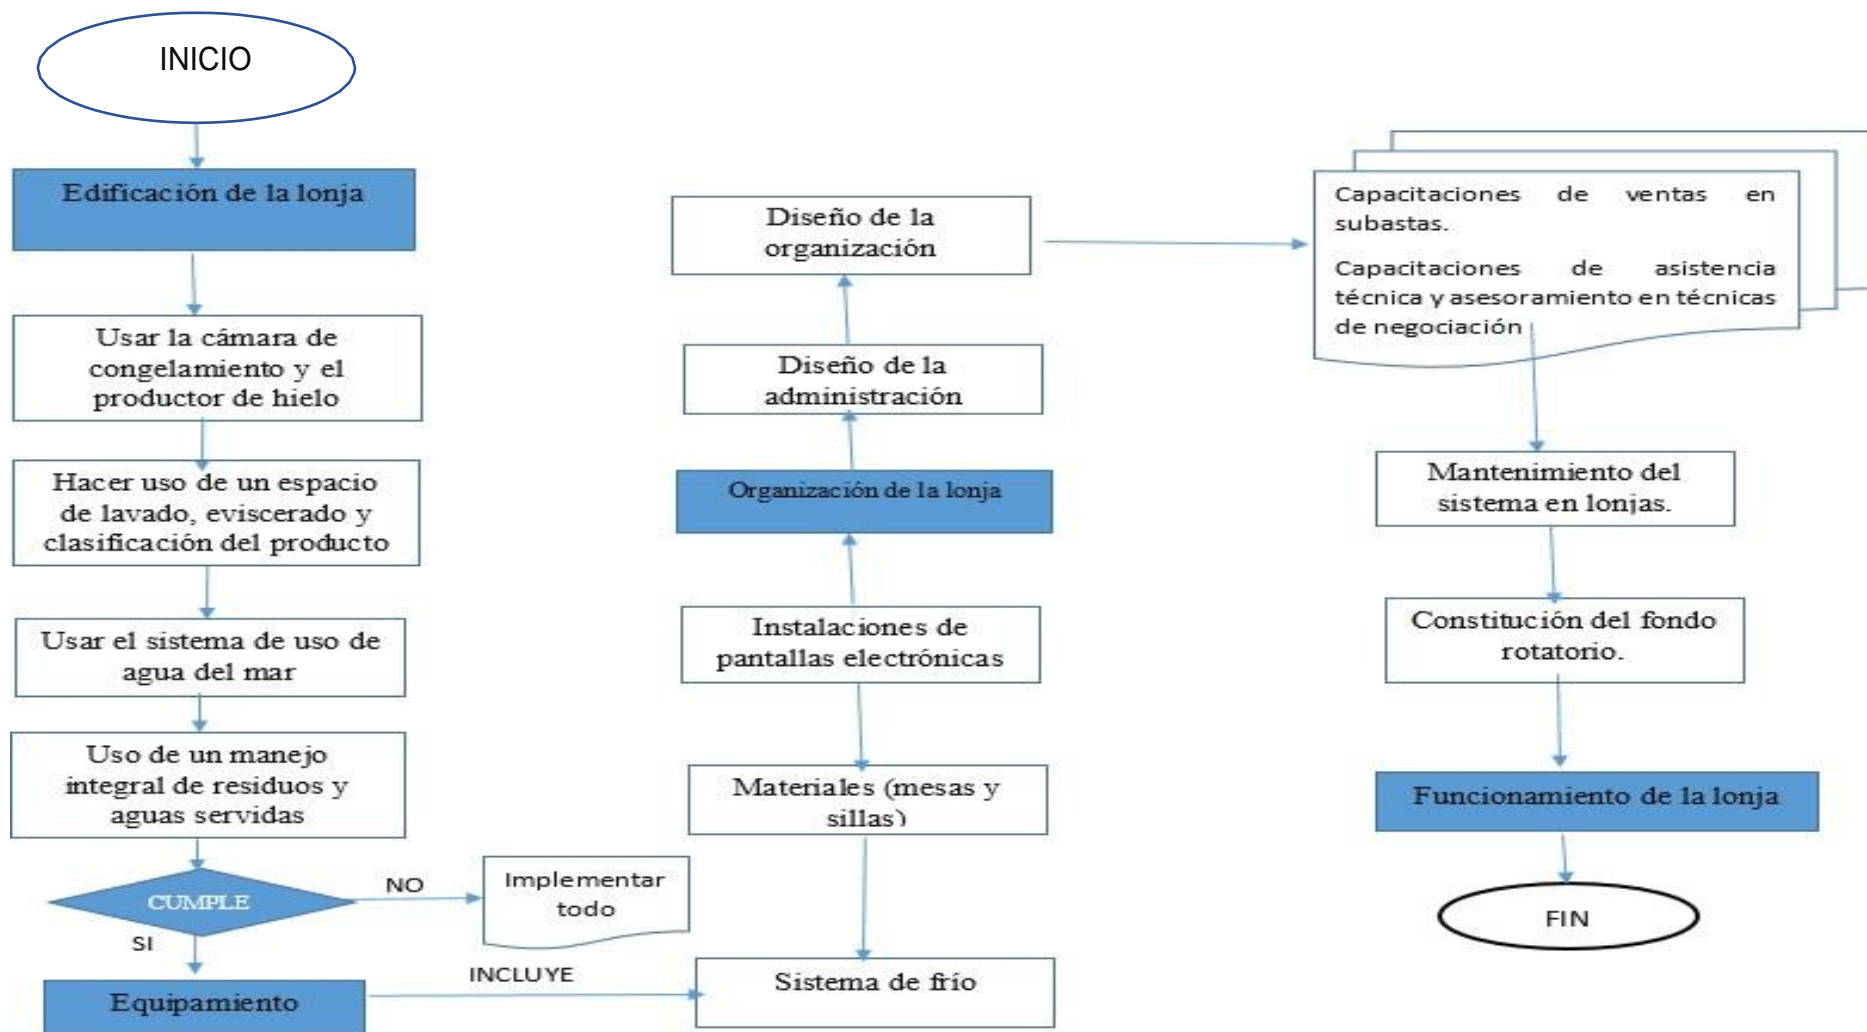 INICIO
Edificación de la lonja
Usar la cámara de
congelamiento y el
productor de hielo
Hacer uso de un espacio
de lavado, eviscerado y
clasificación del producto
Usar el sistema de uso de
agua del mar
Uso de un manejo
integral de residuos y
aguas servidas
CUMPLE
NO
Implementar
todo
SI
Equipamiento
INCLUYE
Sistema de frío
Materiales (mesas y
sillas)
Instalaciones de
pantallas electrónicas
Organización de la lonja
Diseño de la
administración
Diseño de la
organización
Capacitaciones de ventas en
subastas.
Capacitaciones de asistencia
técnica y asesoramiento en técnicas
de negociación
Mantenimiento del
sistema en lonjas.
Constitución del fondo
rotatorio.
Funcionamiento de la lonja
FIN